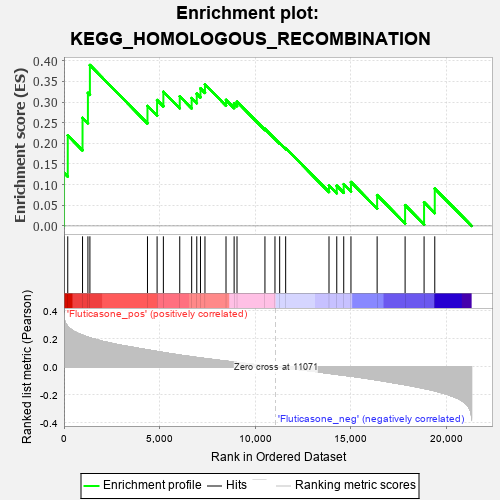 Enrichment plot:
KEGG_HOMOLOGOUS_RECOMBINATION
Enrichment score (ES)
0.40
0.35
0.30
0.25
0.20
0.15
0.10
0.05
0.00
'Fluticasone_pos' (positively correlated)
Ranked list metric (Pearson)
0.4
0.2
0.0
-0.2
-0.4
Zero cross at 11071
'Fluticasone_neg' (negatively correlated)
0
5,000
10,000
15,000
20,000
Rank in Ordered Dataset
Enrichment profile
Hits
Ranking metric scores